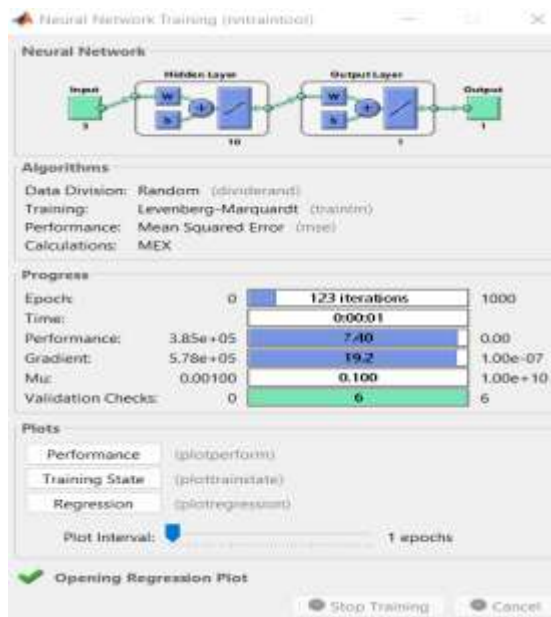 Neural Network Training (nntraintool)
Neural Network
Hidden Layer
Output Layer
Input
Output
W
b
+
W
b
+
3
10
1
1
Algorithms
Data Division: Random (dividerand)
Training: Levenberg-Marquardt (trainlm)
Performance: Mean Squared Error (mse)
Calculations: MEX
Progress
Epoch: 0 123 iterations 1000
Time: 0:00:01
Performance: 3.85e+05 7.40 0.00
Gradient: 5.78e+05 19.2 1.00e-07
Mu: 0.00100 0.100 1.00e+10
Validation Checks: 0 6 6
Plots
Performance (plotperform)
Training State (plottrainstate)
Regression (plotregression)
Plot Interval: 1 epochs
Opening Regression Plot
Stop Training Cancel